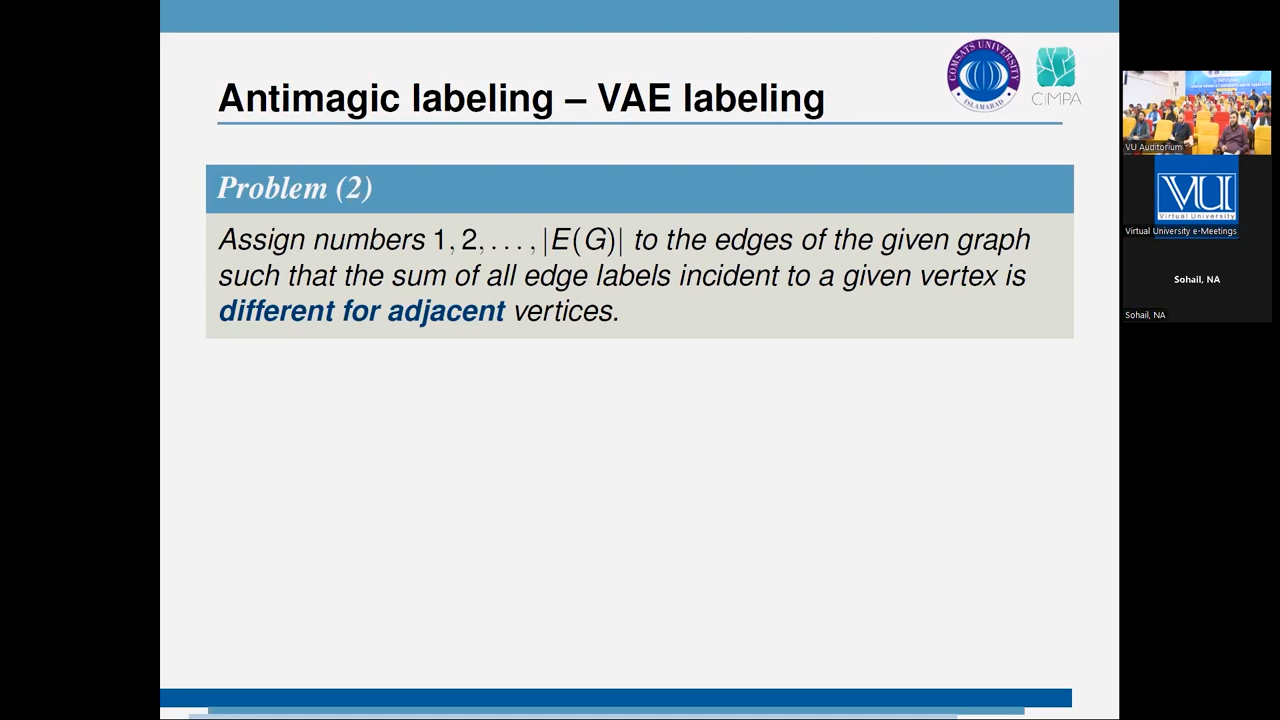 Antimagic labeling – VAE labeling
COMSATS UNIVERSITY
ISLAMABAD
CIMPA
Problem (2)
Assign numbers 1, 2, . . . , |E(G)| to the edges of the given graph
such that the sum of all edge labels incident to a given vertex is
different for adjacent vertices.
VU Auditorium
VU
Virtual University
Virtual University e-Meetings
Sohail, NA
Sohail, NA